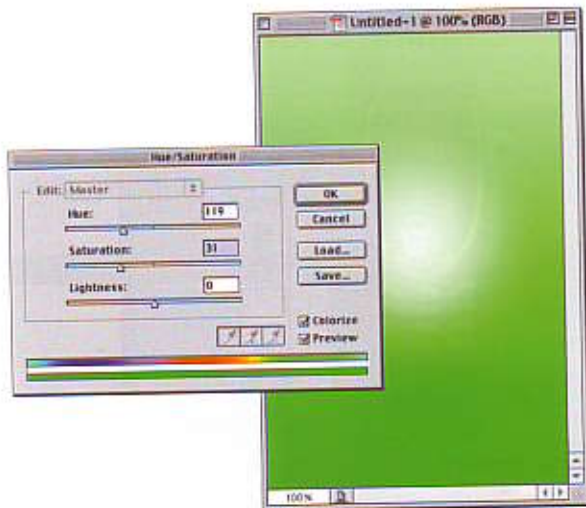 Untitled-1 @ 100% (RGB)
Hue/Saturation
Edit: Master
Hue: 119
Saturation: 31
Lightness: 0
OK
Cancel
Load...
Save...
Colorize
Preview
100%